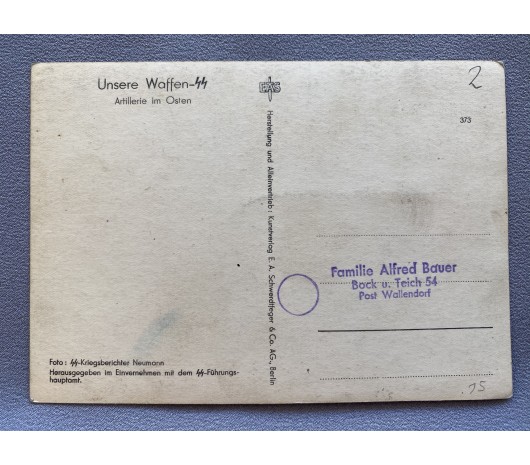 Unsere Waffen-ᛋᛋ
Artillerie im Osten
EAS
2
373
Herstellung und Alleinvertrieb: Kunstverlag E. A. Schwerdtfeger & Co. AG., Berlin
Familie Alfred Bauer
Bock u. Teich 54
Post Wallendorf
Foto: ᛋᛋ-Kriegsberichter Neumann
Herausgegeben im Einvernehmen mit dem ᛋᛋ-Führungs-
hauptamt.
.15